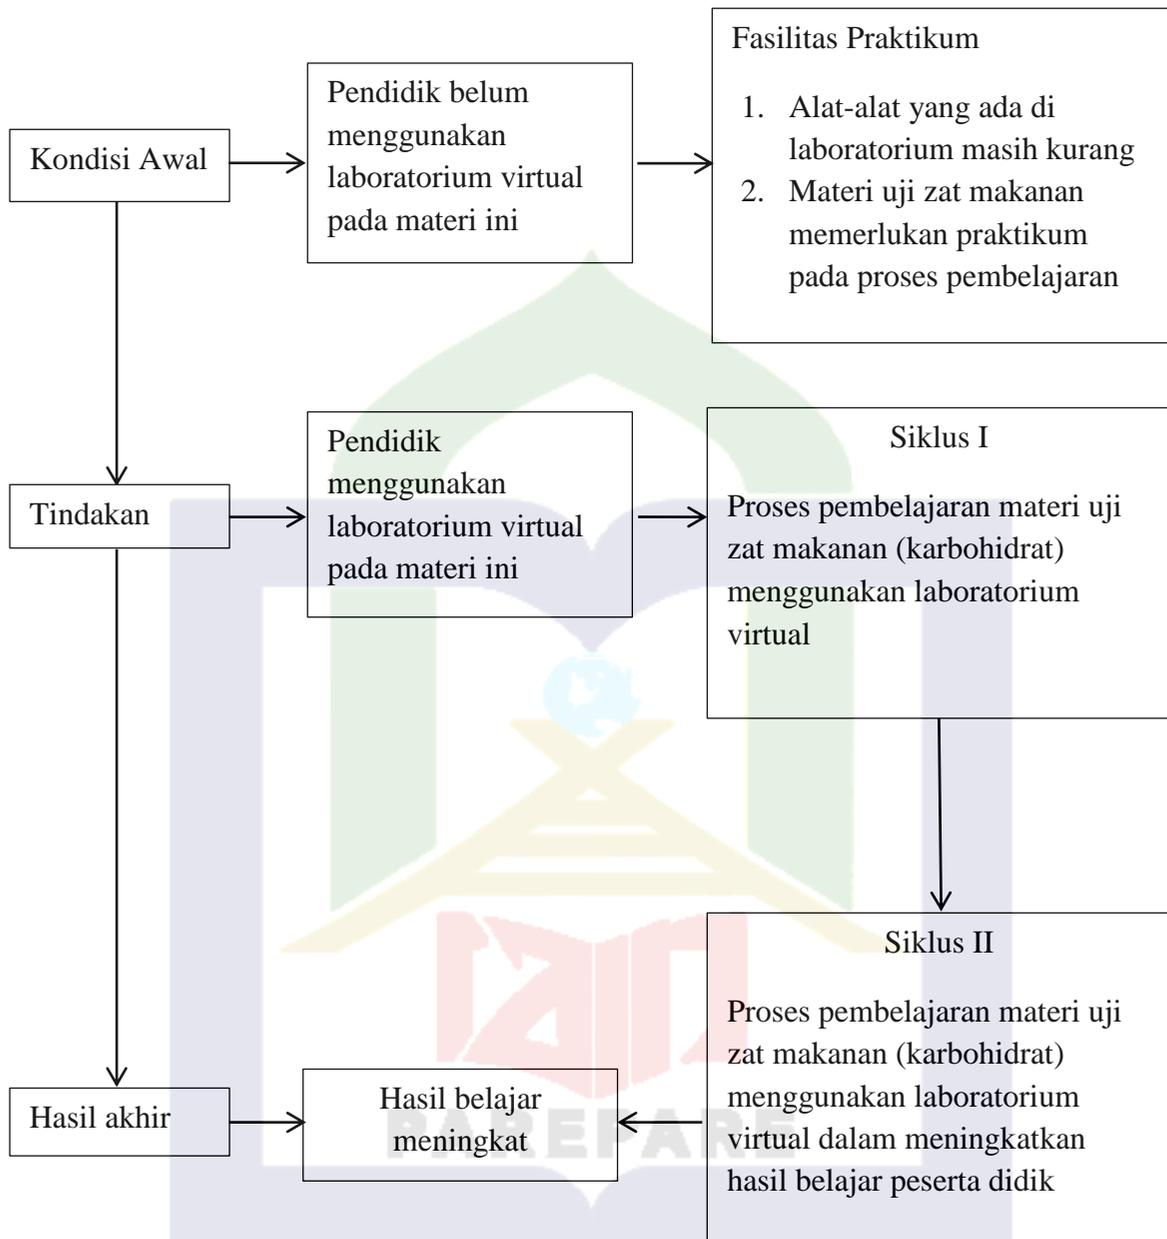 Kondisi Awal
Pendidik belum
menggunakan
laboratorium virtual
pada materi ini
Fasilitas Praktikum
1. Alat-alat yang ada di
laboratorium masih kurang
2. Materi uji zat makanan
memerlukan praktikum
pada proses pembelajaran
Tindakan
Pendidik
menggunakan
laboratorium virtual
pada materi ini
Siklus I
Proses pembelajaran materi uji
zat makanan (karbohidrat)
menggunakan laboratorium
virtual
Siklus II
Proses pembelajaran materi uji
zat makanan (karbohidrat)
menggunakan laboratorium
virtual dalam meningkatkan
hasil belajar peserta didik
Hasil akhir
Hasil belajar
meningkat
iain
PAREPARE